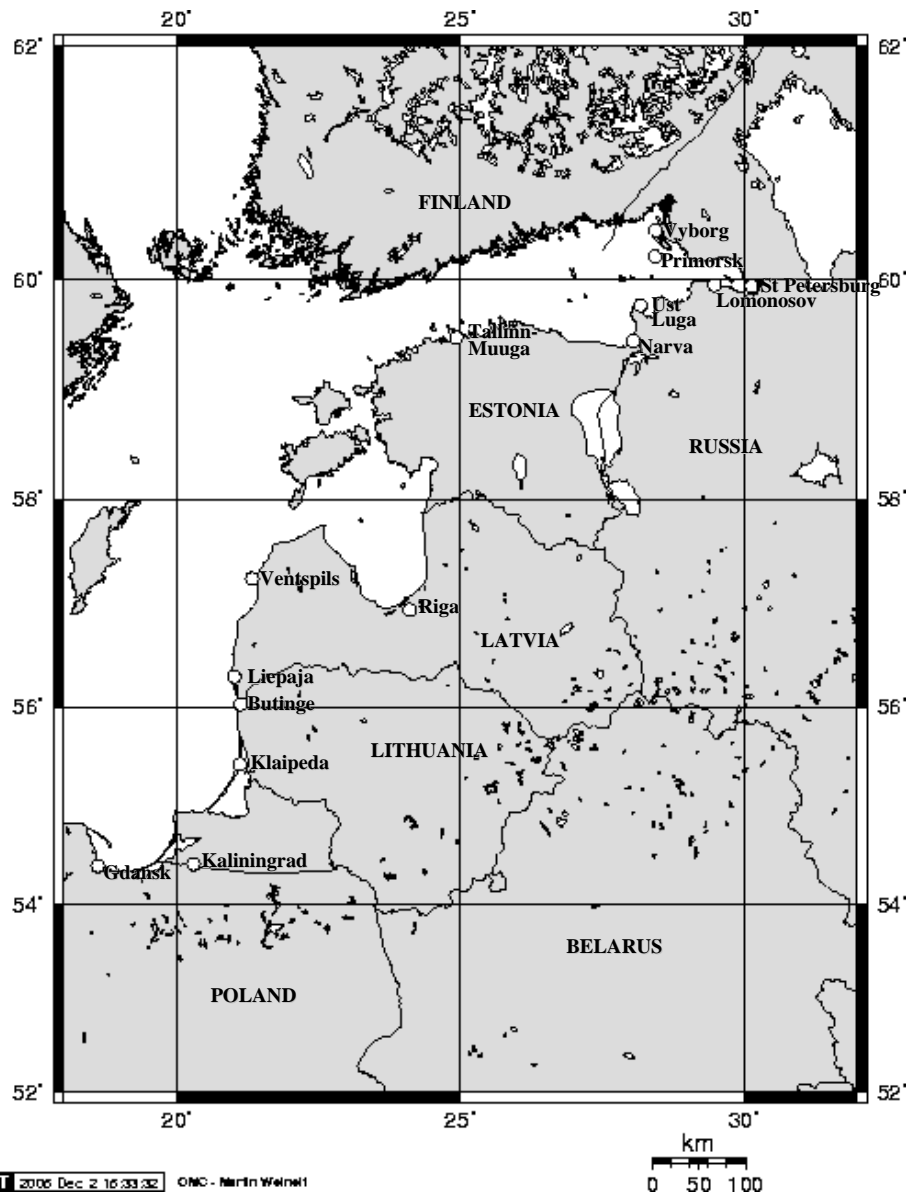 20° 25° 30°
62° 62°
FINLAND
Vyborg
Primorsk
60° 60°
St Petersburg
Lomonosov
Ust
Luga
Tallinn-
Muuga
Narva
ESTONIA
RUSSIA
58° 58°
Ventspils
Riga
LATVIA
Liepaja
56° 56°
Butinge
LITHUANIA
Klaipeda
Kaliningrad
Gdansk
54° 54°
BELARUS
POLAND
52° 52°
20° 25° 30°
km
0 50 100
T 2006 Dec 2 16:33:32 OMC - Martin Weinelt